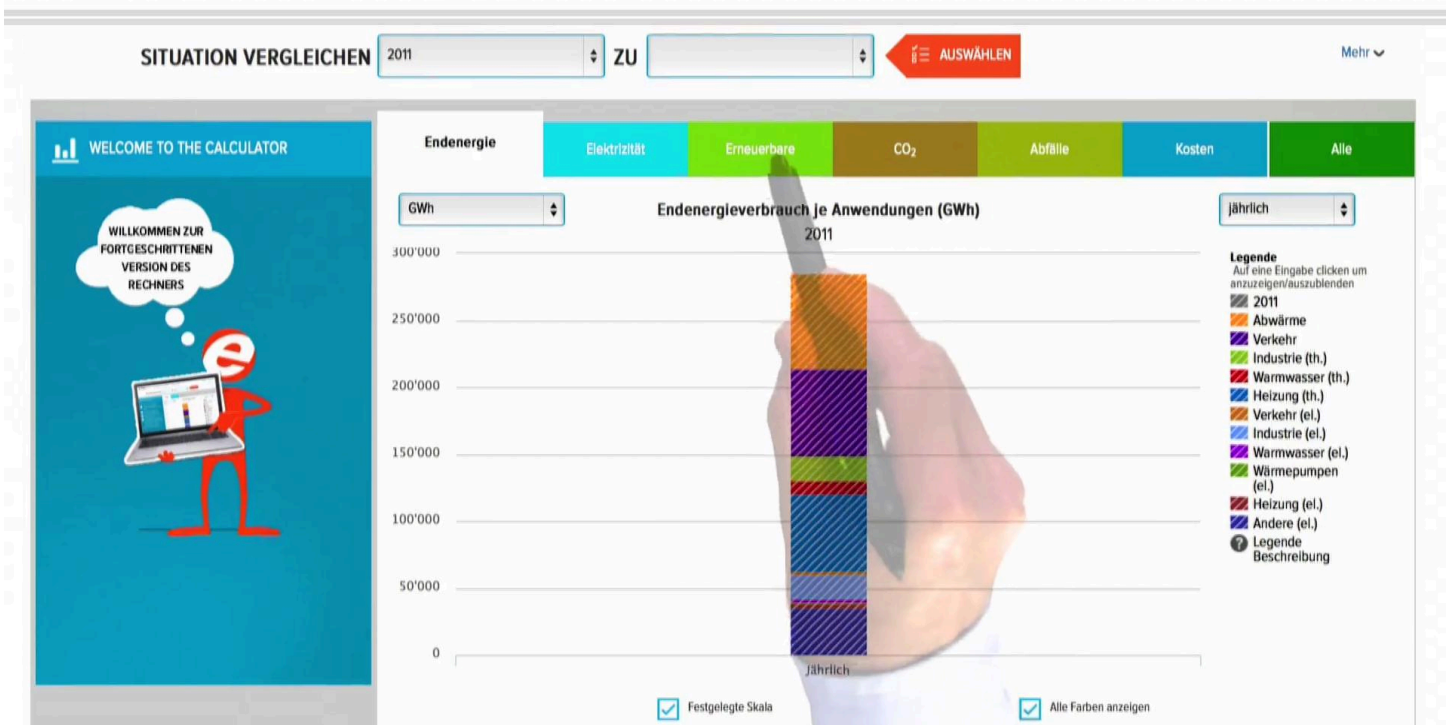 SITUATION VERGLEICHEN 2011 ZU AUSWÄHLEN Mehr
WELCOME TO THE CALCULATOR
WILLKOMMEN ZUR
FORTGESCHRITTENEN
VERSION DES
RECHNERS
Endenergie Elektrizität Erneuerbare CO₂ Abfälle Kosten Alle
GWh Endenergieverbrauch je Anwendungen (GWh) jährlich
2011
300'000
250'000
200'000
150'000
100'000
50'000
0
Jährlich
Legende
Auf eine Eingabe clicken um
anzuzeigen/auszublenden
2011
Abwärme
Verkehr
Industrie (th.)
Warmwasser (th.)
Heizung (th.)
Verkehr (el.)
Industrie (el.)
Warmwasser (el.)
Wärmepumpen
(el.)
Heizung (el.)
Andere (el.)
? Legende
Beschreibung
Festgelegte Skala Alle Farben anzeigen